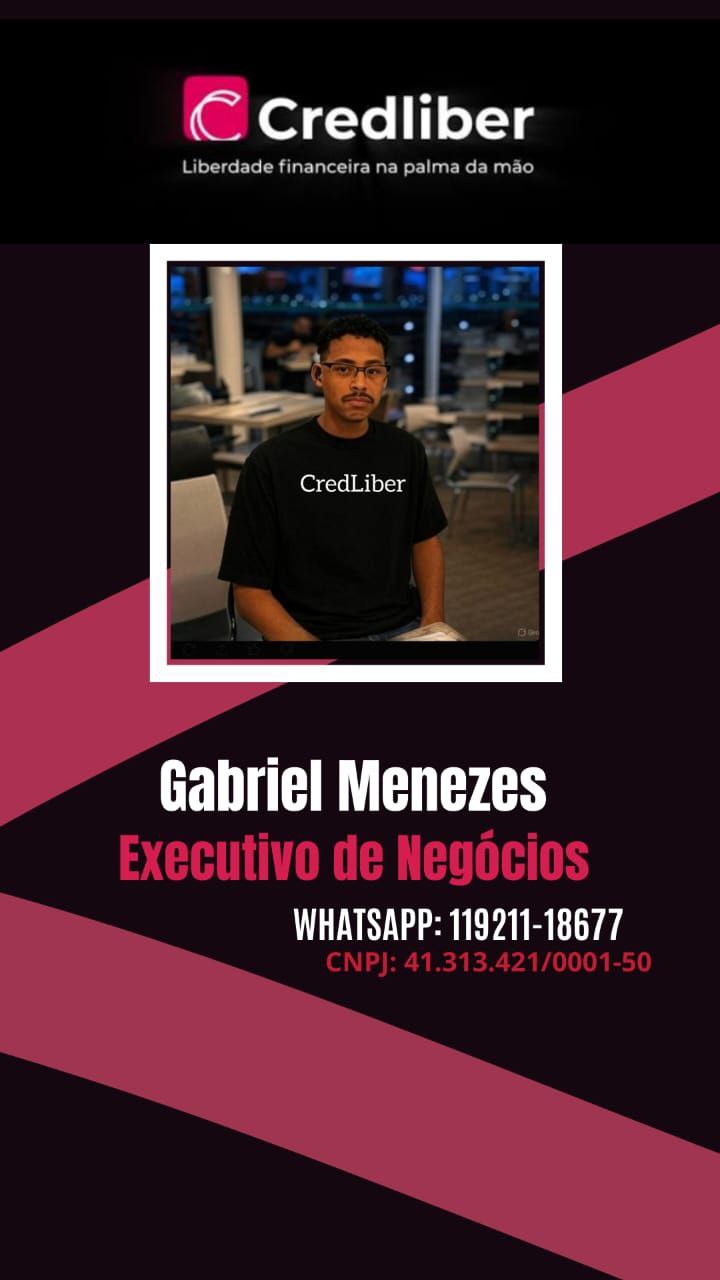 Credliber
Liberdade financeira na palma da mão
CredLiber
Gabriel Menezes
Executivo de Negócios
WHATSAPP: 119211-18677
CNPJ: 41.313.421/0001-50